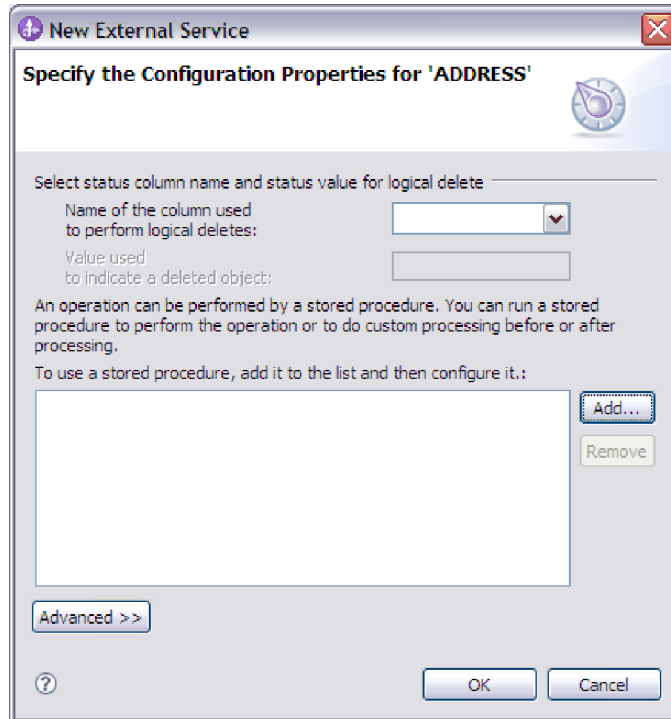 New External Service
Specify the Configuration Properties for 'ADDRESS'
Select status column name and status value for logical delete
Name of the column used
to perform logical deletes:
Value used
to indicate a deleted object:
An operation can be performed by a stored procedure. You can run a stored
procedure to perform the operation or to do custom processing before or after
processing.
To use a stored procedure, add it to the list and then configure it.:
Add...
Remove
Advanced >>
?
OK
Cancel